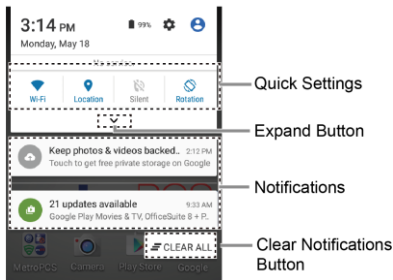 3:14 PM 99%
Monday, May 18
No service
Wi-Fi Location Silent Rotation
Quick Settings
Expand Button
Keep photos & videos backed.. 2:12 PM
Touch to get free private storage on Google
Notifications
21 updates available 9:33 AM
Google Play Movies & TV, OfficeSuite 8 + P..
CLEAR ALL
Clear Notifications
Button
MetroPCS Camera Play Store Google